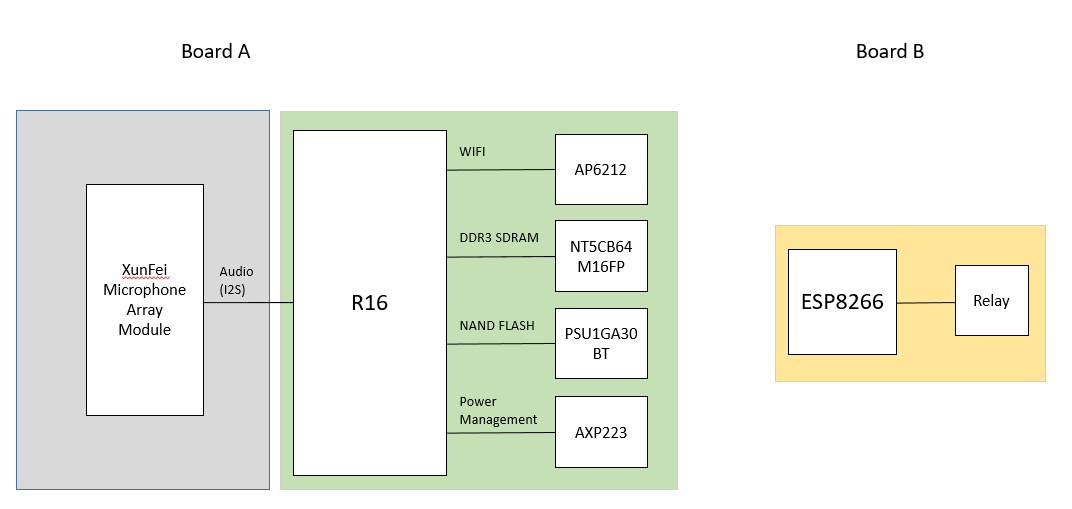 Board A
Board B
XunFei
Microphone
Array
Module
Audio
(I2S)
R16
WIFI
AP6212
DDR3 SDRAM
NT5CB64
M16FP
NAND FLASH
PSU1GA30
BT
Power
Management
AXP223
ESP8266
Relay